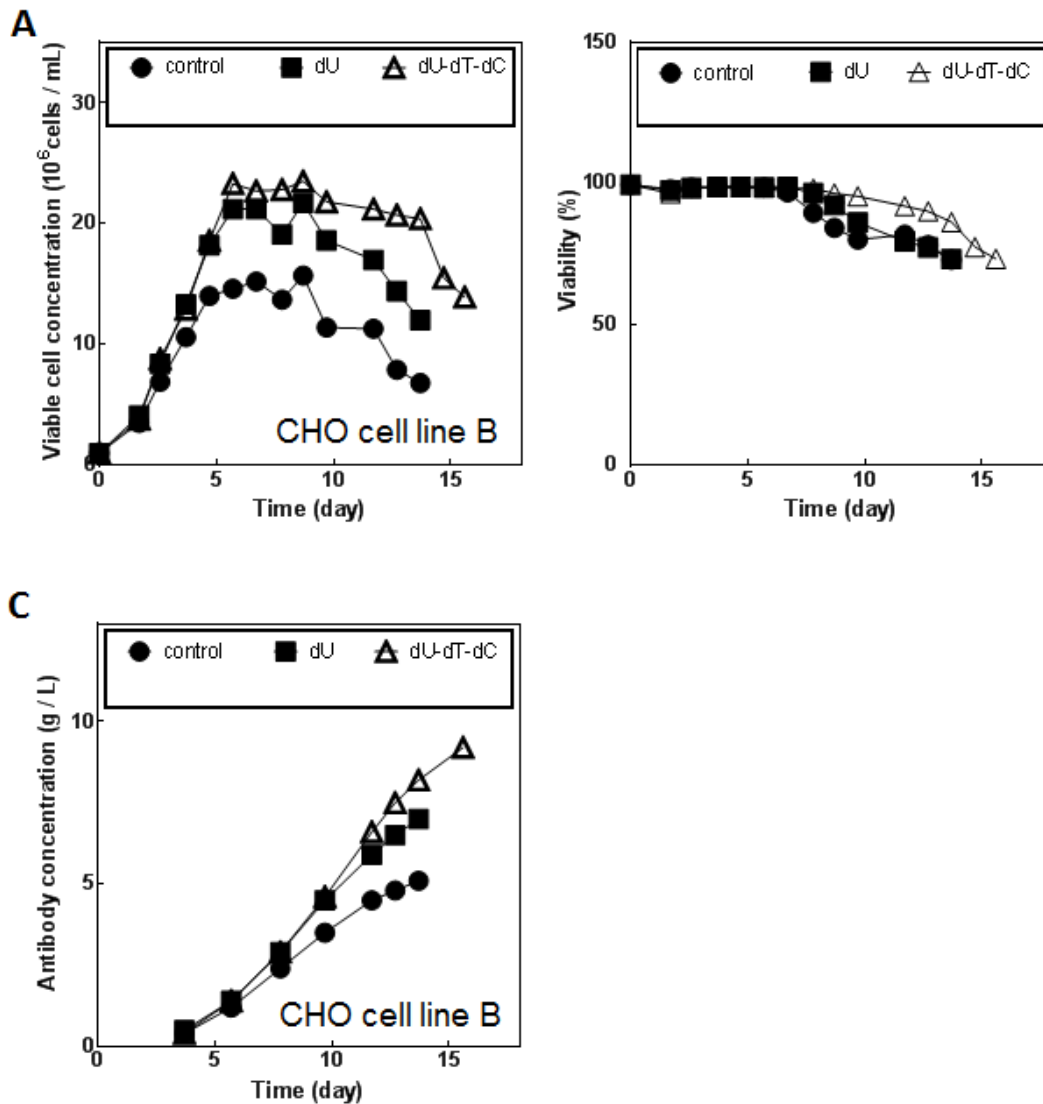 A
control dU dU-dT-dC
Viable cell concentration (10⁶cells / mL)
30
20
10
0
CHO cell line B
0 5 10 15
Time (day)
control dU dU-dT-dC
Viability (%)
150
100
50
0
0 5 10 15
Time (day)
C
control dU dU-dT-dC
Antibody concentration (g / L)
10
5
0
CHO cell line B
0 5 10 15
Time (day)